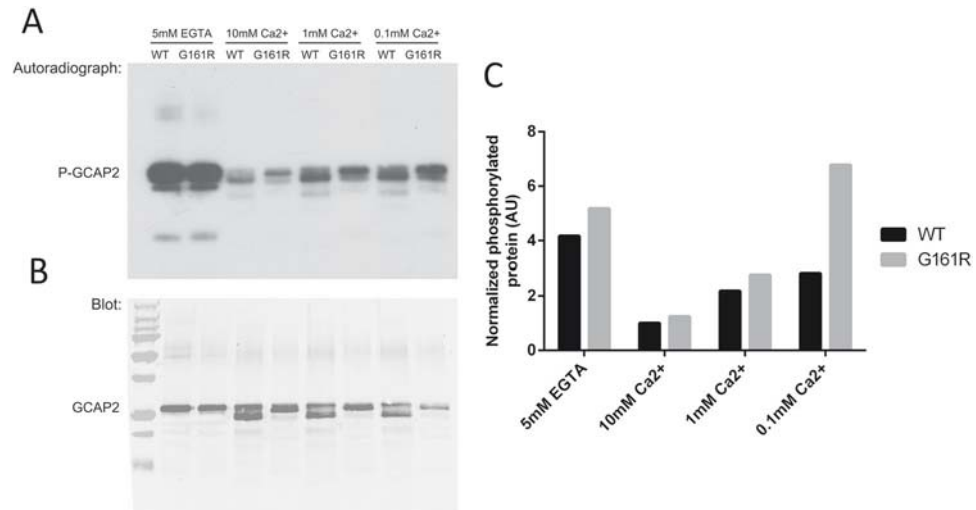 A
5mM EGTA 10mM Ca2+ 1mM Ca2+ 0.1mM Ca2+
WT G161R WT G161R WT G161R WT G161R
Autoradiograph:
P-GCAP2
B
Blot:
GCAP2
C
Normalized phosphorylated
protein (AU)
8
6
4
2
0
5mM EGTA
10mM Ca2+
1mM Ca2+
0.1mM Ca2+
WT
G161R